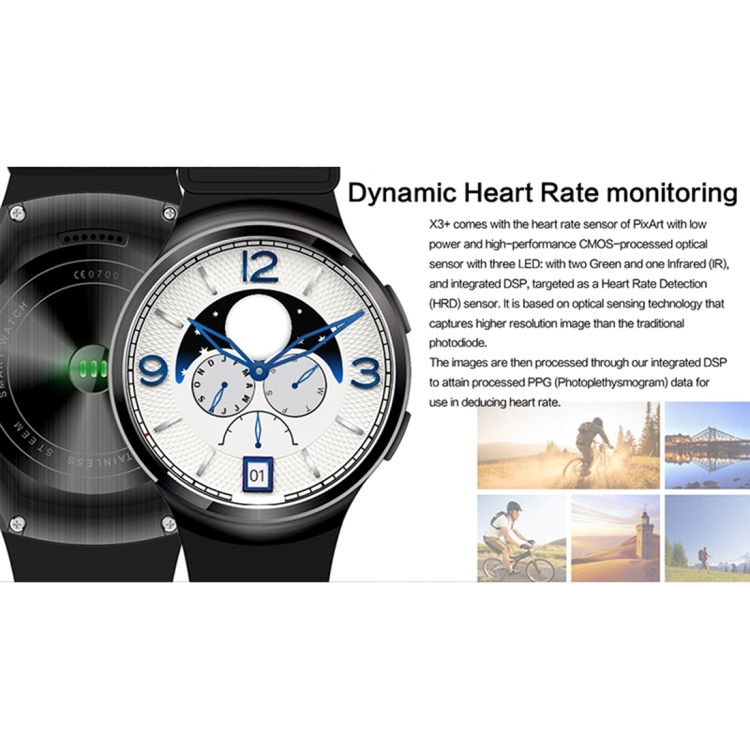 Dynamic Heart Rate monitoring
X3+ comes with the heart rate sensor of PixArt with low
power and high-performance CMOS-processed optical
sensor with three LED: with two Green and one Infrared (IR),
and integrated DSP, targeted as a Heart Rate Detection
(HRD) sensor. It is based on optical sensing technology that
captures higher resolution image than the traditional
photodiode.
The images are then processed through our integrated DSP
to attain processed PPG (Photoplethysmogram) data for
use in deducing heart rate.
CE0700
SMART WATCH
STAINLESS STEEM
12
9
3
J F M A M J J A S O N D
S
W
F
01